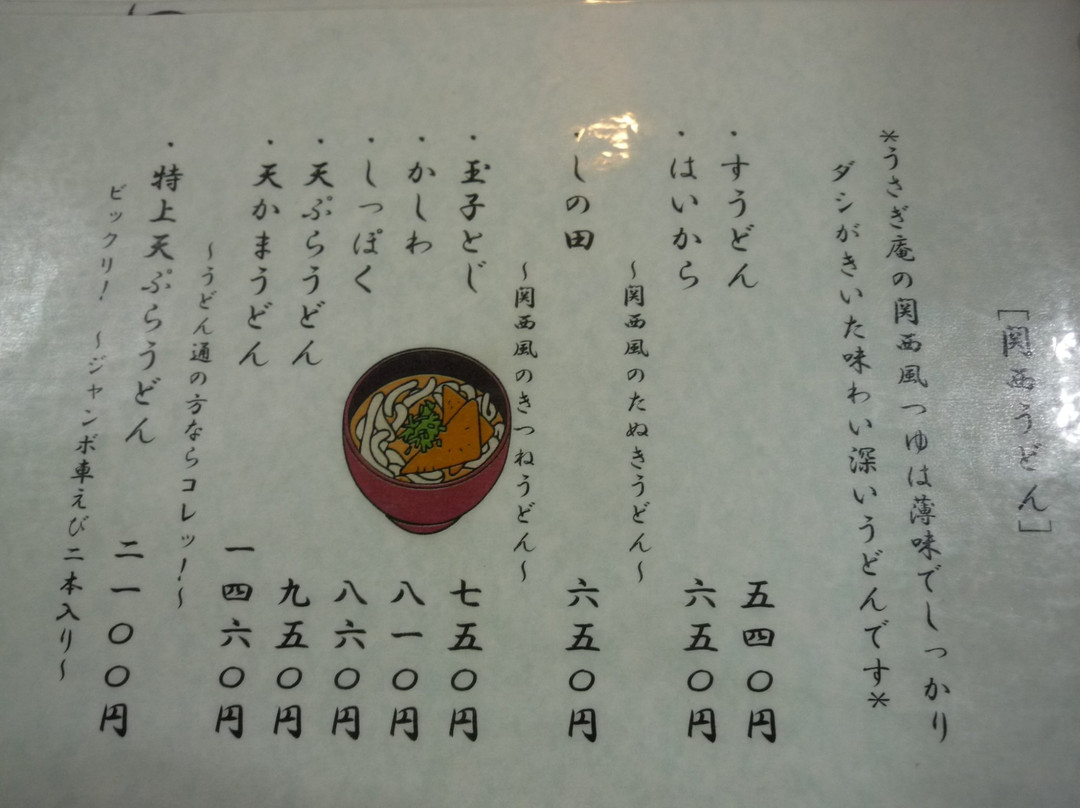 [関西うどん]
*うさぎ庵の関西風つゆは薄味でしっかり
ダシがきいた味わい深いうどんです*
・すうどん 五四〇円
・はいから 六五〇円
~関西風のたぬきうどん~
・しの田 六五〇円
~関西風のきつねうどん~
・玉子とじ 七五〇円
・かしわ 八一〇円
・しっぽく 八六〇円
・天ぷらうどん 九五〇円
・天かまうどん 一四六〇円
~うどん通の方ならコレッ!~
・特上天ぷらうどん 二一〇〇円
ビックリ! ~ジャンボ車えび二本入り~